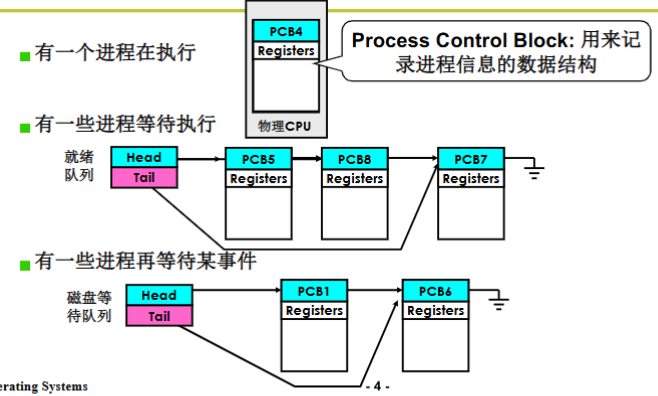 PCB4
Registers
物理CPU
Process Control Block: 用来记
录进程信息的数据结构
有一个进程在执行
有一些进程等待执行
就绪
队列
Head
Tail
PCB5
Registers
PCB8
Registers
PCB7
Registers
有一些进程再等待某事件
磁盘等
待队列
Head
Tail
PCB1
Registers
PCB6
Registers
erating Systems
- 4 -